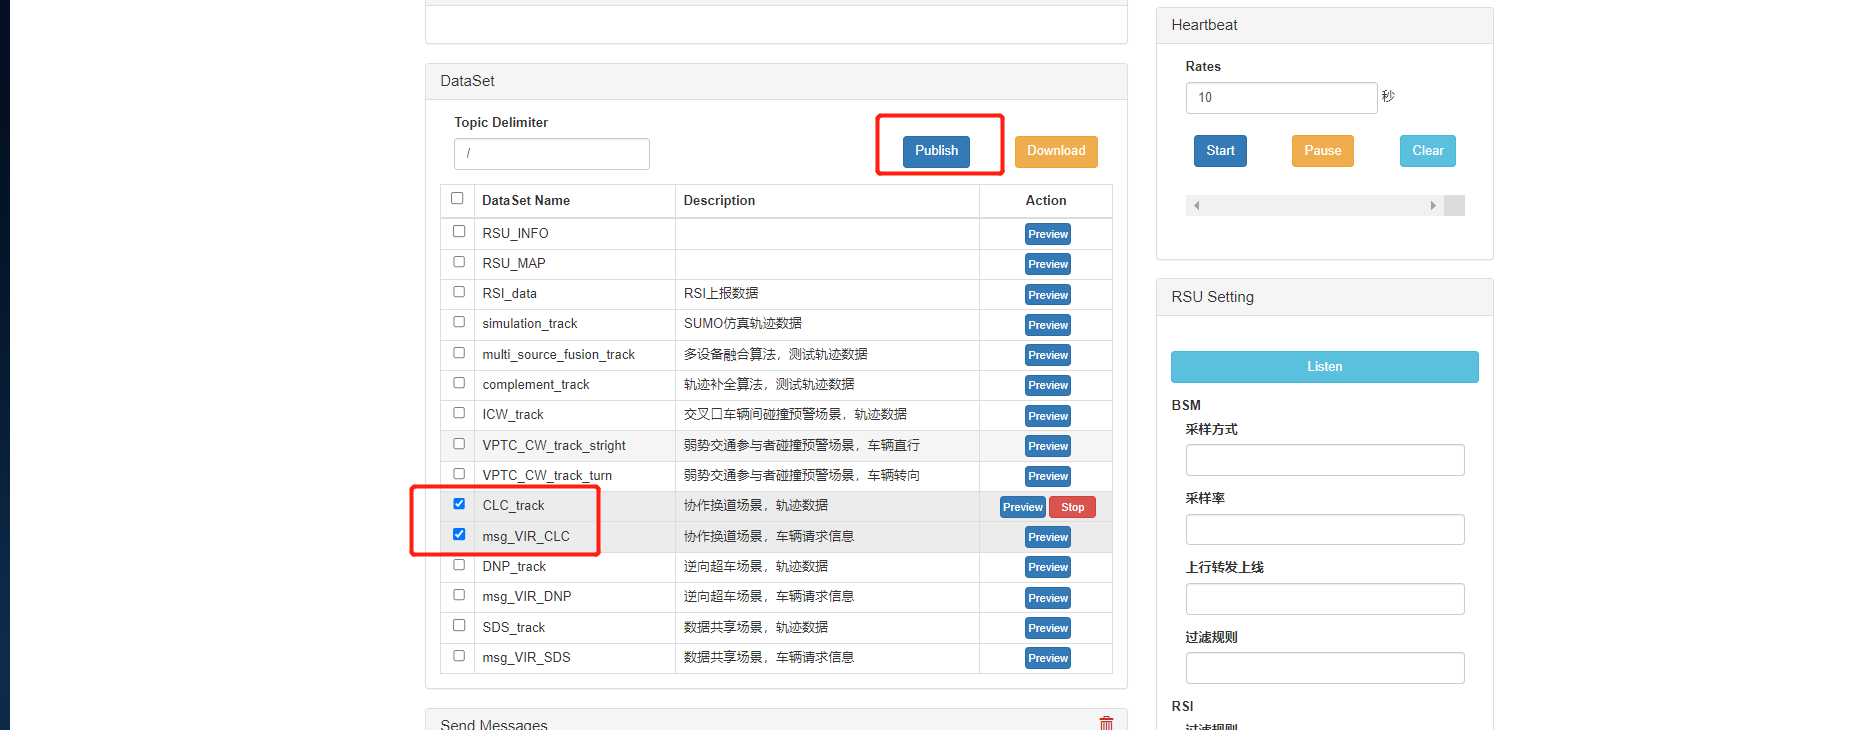 DataSet
Topic Delimiter
/
Publish
Download
DataSet Name Description Action
RSU_INFO Preview
RSU_MAP Preview
RSI_data RSI上报数据 Preview
simulation_track SUMO仿真轨迹数据 Preview
multi_source_fusion_track 多设备融合算法，测试轨迹数据 Preview
complement_track 轨迹补全算法，测试轨迹数据 Preview
ICW_track 交叉口车辆间碰撞预警场景，轨迹数据 Preview
VPTC_CW_track_stright 弱势交通参与者碰撞预警场景，车辆直行 Preview
VPTC_CW_track_turn 弱势交通参与者碰撞预警场景，车辆转向 Preview
CLC_track 协作换道场景，轨迹数据 Preview Stop
msg_VIR_CLC 协作换道场景，车辆请求信息 Preview
DNP_track 逆向超车场景，轨迹数据 Preview
msg_VIR_DNP 逆向超车场景，车辆请求信息 Preview
SDS_track 数据共享场景，轨迹数据 Preview
msg_VIR_SDS 数据共享场景，车辆请求信息 Preview
Send Messages
Heartbeat
Rates
10 秒
Start Pause Clear
RSU Setting
Listen
BSM
采样方式
采样率
上行转发上线
过滤规则
RSI
过滤规则